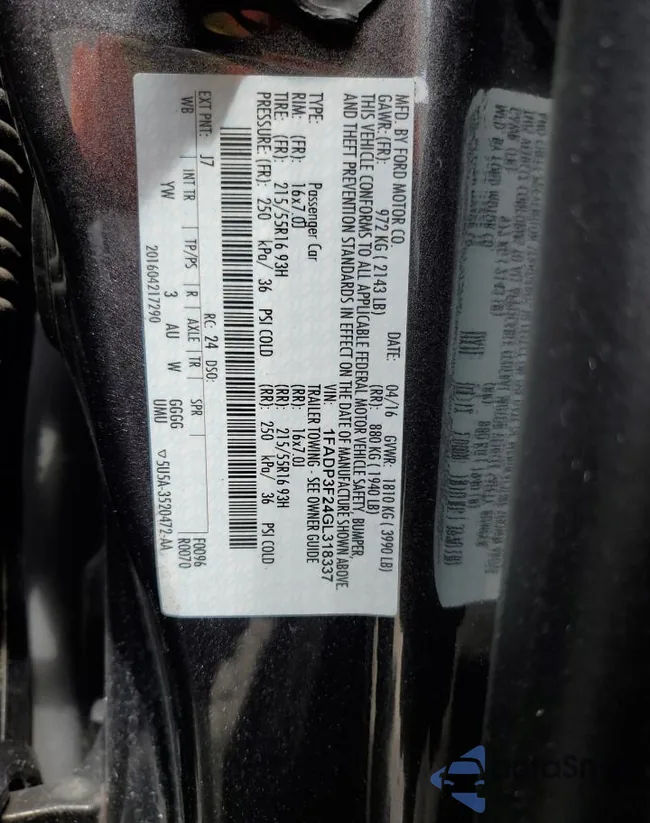 MFD. BY FORD MOTOR CO.
DATE: 04/16 GVWR: 1810 KG ( 3990 LB)
GAWR: (FR): 972 KG ( 2143 LB) (RR): 880 KG ( 1940 LB)
THIS VEHICLE CONFORMS TO ALL APPLICABLE FEDERAL MOTOR VEHICLE SAFETY, BUMPER,
AND THEFT PREVENTION STANDARDS IN EFFECT ON THE DATE OF MANUFACTURE SHOWN ABOVE.
VIN: 1FADP3F24GL318337
TYPE: Passenger Car TRAILER TOWING - SEE OWNER GUIDE
RIM: (FR): 16x7.0J (RR): 16x7.0J
TIRE: (FR): 215/55R16 93H (RR): 215/55R16 93H
PRESSURE: (FR): 250 kPa/ 36 PSI COLD (RR): 250 kPa/ 36 PSI COLD
EXT PNT: J7 RC: 24 DSO: F0096
WB INT TR TP/PS R AXLE TR SPR R0070
YW 3 AU W GGGG
201604217290 UMU ▽5U5A-3520472-AA